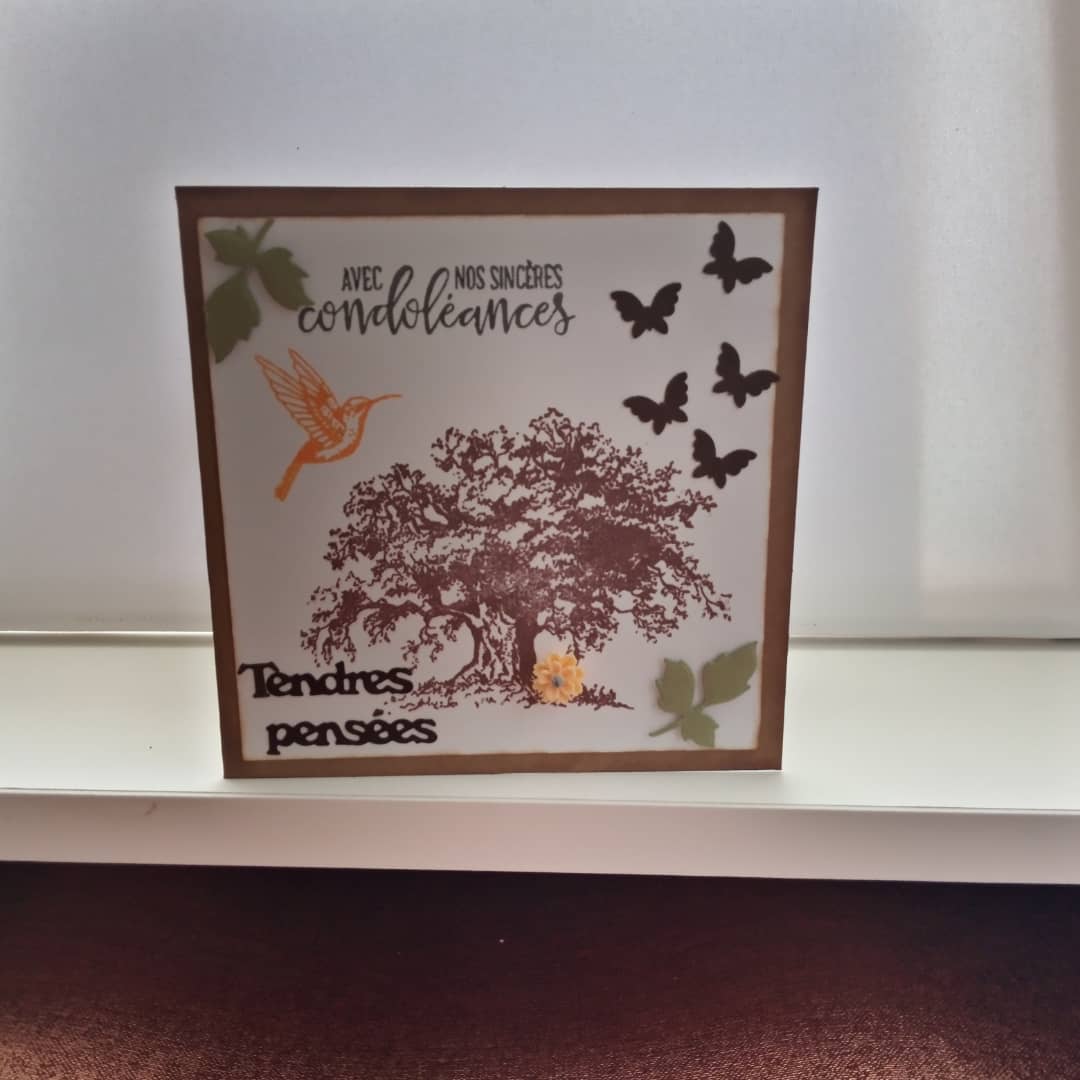 AVEC NOS SINCÈRES
condoléances
Tendres
pensées